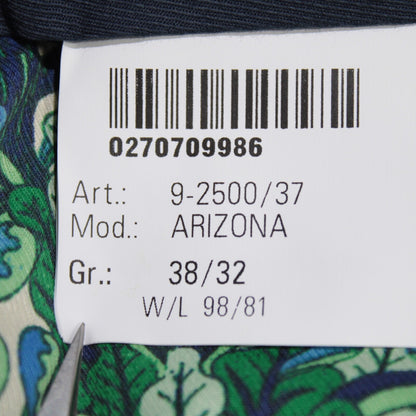 0270709986
Art.: 9-2500/37
Mod.: ARIZONA
Gr.: 38/32
W/L 98/81